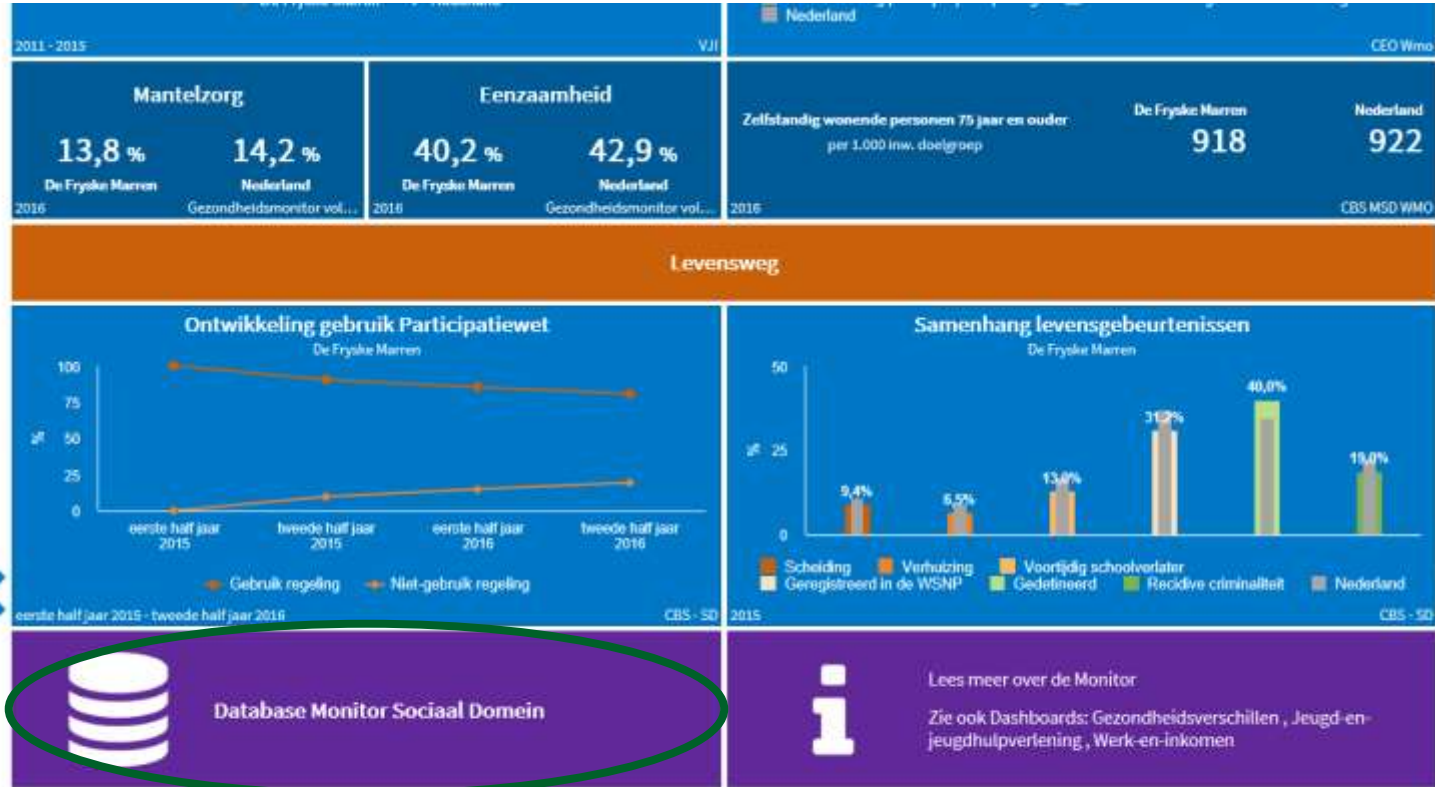 Nederland
2011 - 2015
VJI
CEO Wmo
Mantelzorg
13,8 %
14,2 %
De Fryske Marren
Nederland
2016
Gezondheidsmonitor vol...
Eenzaamheid
40,2 %
42,9 %
De Fryske Marren
Nederland
2016
Gezondheidsmonitor vol...
Zelfstandig wonende personen 75 jaar en ouder
per 1.000 inw. doelgroep
De Fryske Marren
918
Nederland
922
2016
CBS MSD WMO
Levensweg
Ontwikkeling gebruik Participatiewet
De Fryske Marren
100
75
%
50
25
0
eerste half jaar
2015
tweede half jaar
2015
eerste half jaar
2016
tweede half jaar
2016
Gebruik regeling
Niet-gebruik regeling
eerste half jaar 2015 - tweede half jaar 2016
CBS - SD
Samenhang levensgebeurtenissen
De Fryske Marren
50
%
25
0
9,4%
6,5%
13,0%
31,2%
40,0%
19,0%
Scheiding
Verhuizing
Voortijdig schoolverlater
Geregistreerd in de WSNP
Gedetineerd
Recidive criminaliteit
Nederland
2015
CBS - SD
Database Monitor Sociaal Domein
Lees meer over de Monitor
Zie ook Dashboards: Gezondheidsverschillen , Jeugd-en-
jeugdhulpverlening , Werk-en-inkomen